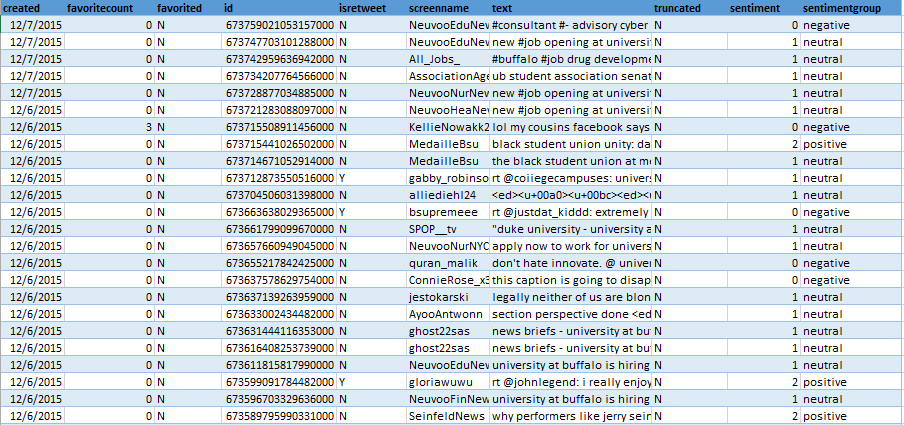 created favoritecount favorited id isretweet screenname text truncated sentiment sentimentgroup
12/7/2015 0 N 673759021053157000 N NeuvooEduNev #consultant #- advisory cyber N 0 negative
12/7/2015 0 N 673747703101288000 N NeuvooEduNev new #job opening at universi N 1 neutral
12/7/2015 0 N 673742959636942000 N All_Jobs_ #buffalo #job drug developme N 1 neutral
12/7/2015 0 N 673734207764566000 N AssociationAge ub student association senat N 1 neutral
12/7/2015 0 N 673728877034885000 N NeuvooNurNev new #job opening at universi N 1 neutral
12/6/2015 0 N 673721283088097000 N NeuvooHeaNev new #job opening at universi N 1 neutral
12/6/2015 3 N 673715508911456000 N KellieNowakk2 lol my cousins facebook says N 0 negative
12/6/2015 0 N 673715441026502000 N MedailleBsu black student union unity: da N 2 positive
12/6/2015 0 N 673714671052914000 N MedailleBsu the black student union at me N 1 neutral
12/6/2015 0 N 673712873550516000 Y gabby_robinso rt @coiiegecampuses: univers N 1 neutral
12/6/2015 0 N 673704506031398000 N alliediehl24 <ed><u+00a0><u+00bc><ed><u N 1 neutral
12/6/2015 0 N 673663638029365000 Y bsupremeee rt @justdat_kiddd: extremely N 0 negative
12/6/2015 0 N 673661799099670000 N SPOP__tv "duke university - university a N 1 neutral
12/6/2015 0 N 673657660949045000 N NeuvooNurNYC apply now to work for univers N 1 neutral
12/6/2015 0 N 673655217842425000 N quran_malik don't hate innovate. @ univer N 0 negative
12/6/2015 0 N 673637578629754000 N ConnieRose_x3 this caption is going to disap N 0 negative
12/6/2015 0 N 673637139263959000 N jestokarski legally neither of us are blon N 1 neutral
12/6/2015 0 N 673633002434482000 N AyooAntwonn section perspective done <ed N 1 neutral
12/6/2015 0 N 673631444116353000 N ghost22sas news briefs - university at bu N 1 neutral
12/6/2015 0 N 673616408253739000 N ghost22sas news briefs - university at bu N 1 neutral
12/6/2015 0 N 673611815817990000 N NeuvooEduNev university at buffalo is hiring N 1 neutral
12/6/2015 0 N 673599091784482000 Y gloriawuwu rt @johnlegend: i really enjoy N 2 positive
12/6/2015 0 N 673596703329636000 N NeuvooFinNew university at buffalo is hiring N 1 neutral
12/6/2015 0 N 673589795990331000 N SeinfeldNews why performers like jerry sein N 2 positive